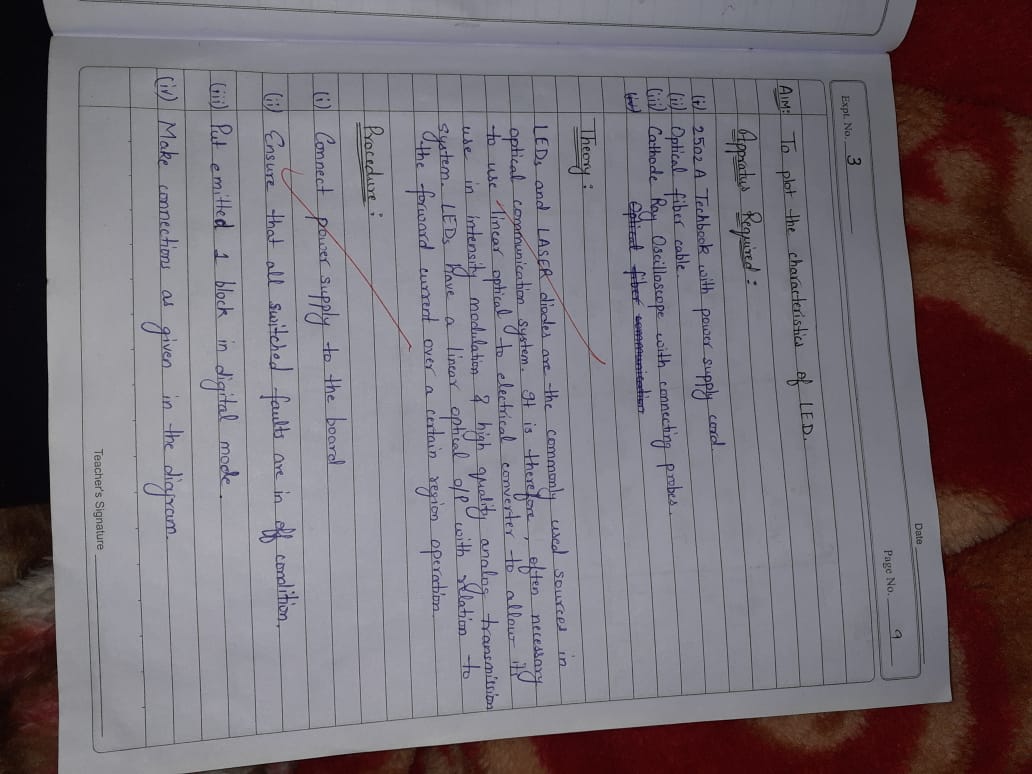 Date
Page No. 9
Expt. No. 3
AIM: To plot the characteristics of LED.
Appratus Required :
(i) 2502 A Techbook with power supply cord.
(ii) Optical fiber cable.
(iii) Cathode Ray Oscilloscope with connecting probes.
(iv) Optical fiber communication
Theory :
LEDs and LASER diodes are the commonly used sources in
optical communication system. It is therefore, often necessary
to use linear optical to electrical converter to allow its
use in intensity modulation & high quality analog transmission
system. LEDs have a linear optical o/p with relation to
the forward current over a certain region operation.
Procedure :
(i) Connect power supply to the board
(ii) Ensure that all switched faults are in off condition.
(iii) Put emitted 1 block in digital mode.
(iv) Make connections as given in the diagram.
Teacher's Signature